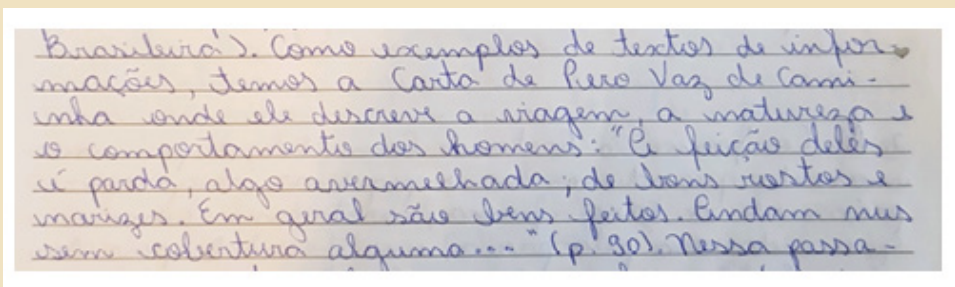 Brasileira'). Como exemplos de textos de infor-
mações, temos a Carta de Pero Vaz de Cami-
nha onde ele descreve a viagem, a natureza e
o comportamento dos homens: "A feição deles
é parda, algo avermelhada; de bons rostos e
narizes. Em geral são bens feitos. Andam nus
sem cobertura alguma..." (p. 30). Nessa passa-